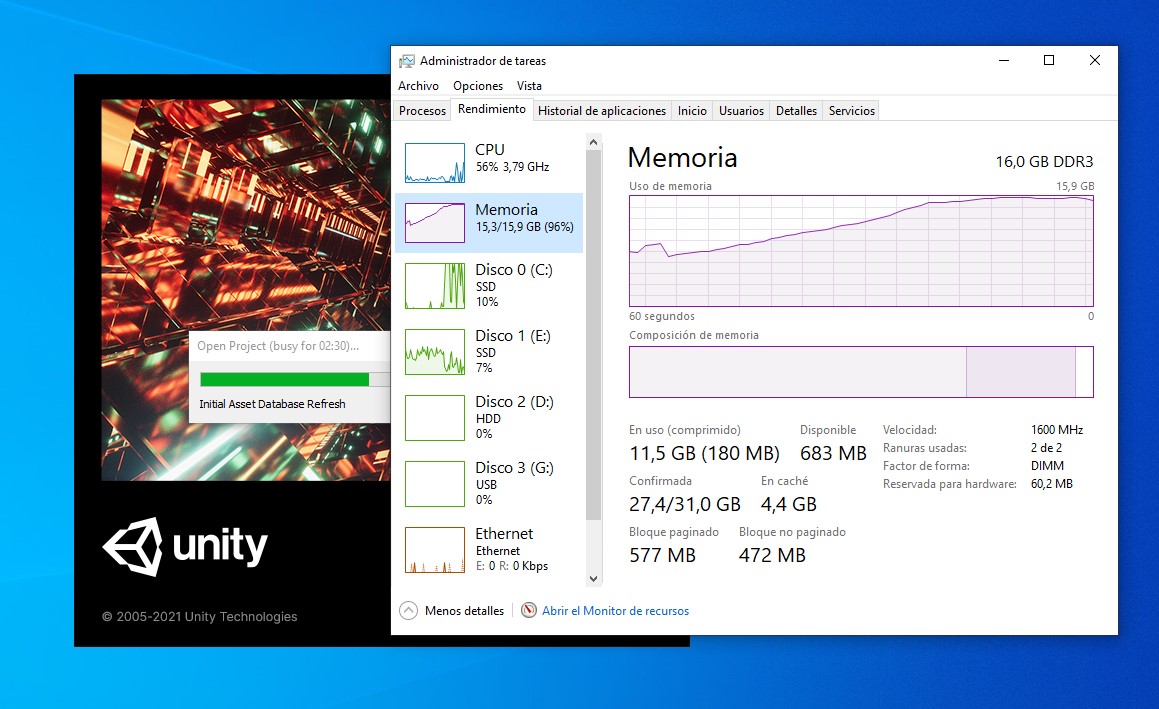 Administrador de tareas
Archivo Opciones Vista
Procesos Rendimiento Historial de aplicaciones Inicio Usuarios Detalles Servicios
CPU
56% 3,79 GHz
Memoria
15,3/15,9 GB (96%)
Disco 0 (C:)
SSD
10%
Disco 1 (E:)
SSD
7%
Disco 2 (D:)
HDD
0%
Disco 3 (G:)
USB
0%
Ethernet
Ethernet
E: 0 R: 0 Kbps
Memoria 16,0 GB DDR3
Uso de memoria 15,9 GB
60 segundos 0
Composición de memoria
En uso (comprimido) Disponible
11,5 GB (180 MB) 683 MB
Confirmada En caché
27,4/31,0 GB 4,4 GB
Bloque paginado Bloque no paginado
577 MB 472 MB
Velocidad: 1600 MHz
Ranuras usadas: 2 de 2
Factor de forma: DIMM
Reservada para hardware: 60,2 MB
Menos detalles Abrir el Monitor de recursos
Open Project (busy for 02:30)...
Initial Asset Database Refresh
unity
© 2005-2021 Unity Technologies